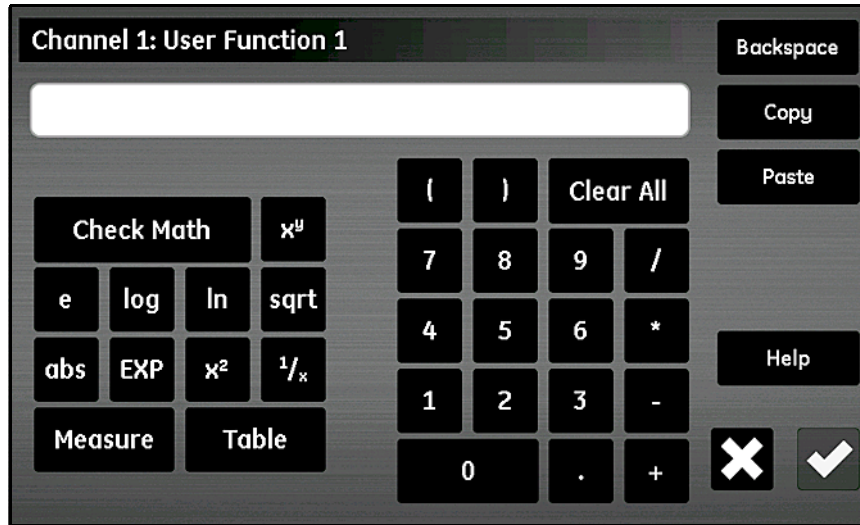 Channel 1: User Function 1
Backspace
Copy
Paste
( ) Clear All
Check Math xʸ
7 8 9 /
e log ln sqrt
4 5 6 *
Help
abs EXP x² ¹/ₓ
1 2 3 -
Measure Table
0 . +